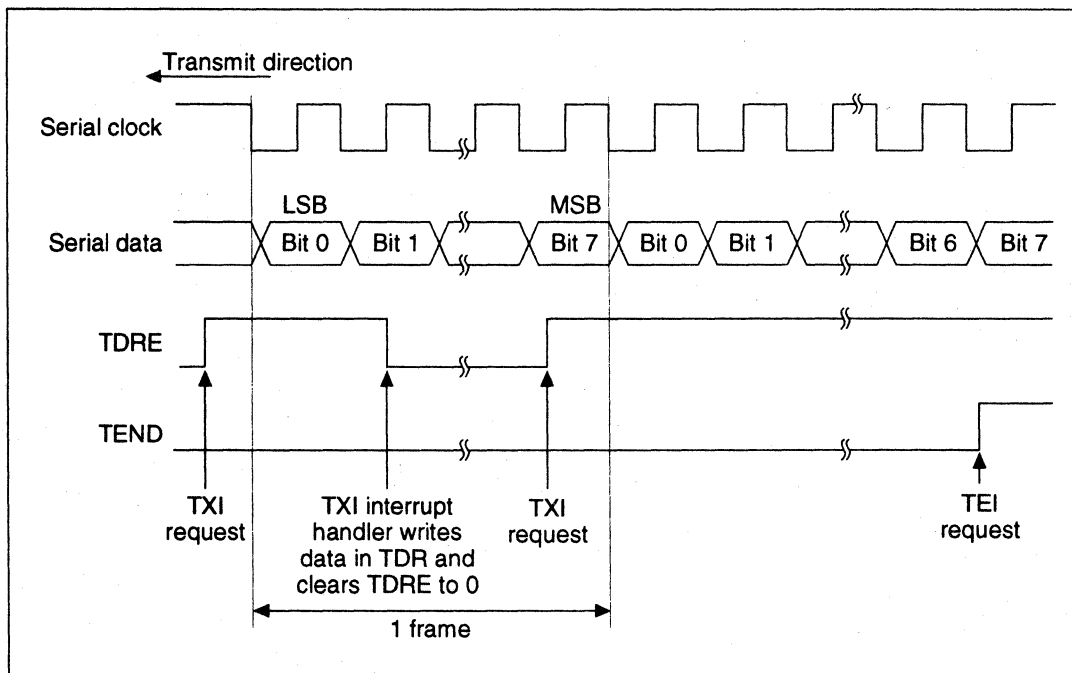 Transmit direction
Serial clock
LSB
MSB
Serial data
Bit 0
Bit 1
Bit 7
Bit 0
Bit 1
Bit 6
Bit 7
TDRE
TEND
TXI
request
TXI interrupt
handler writes
data in TDR and
clears TDRE to 0
TXI
request
TEI
request
1 frame